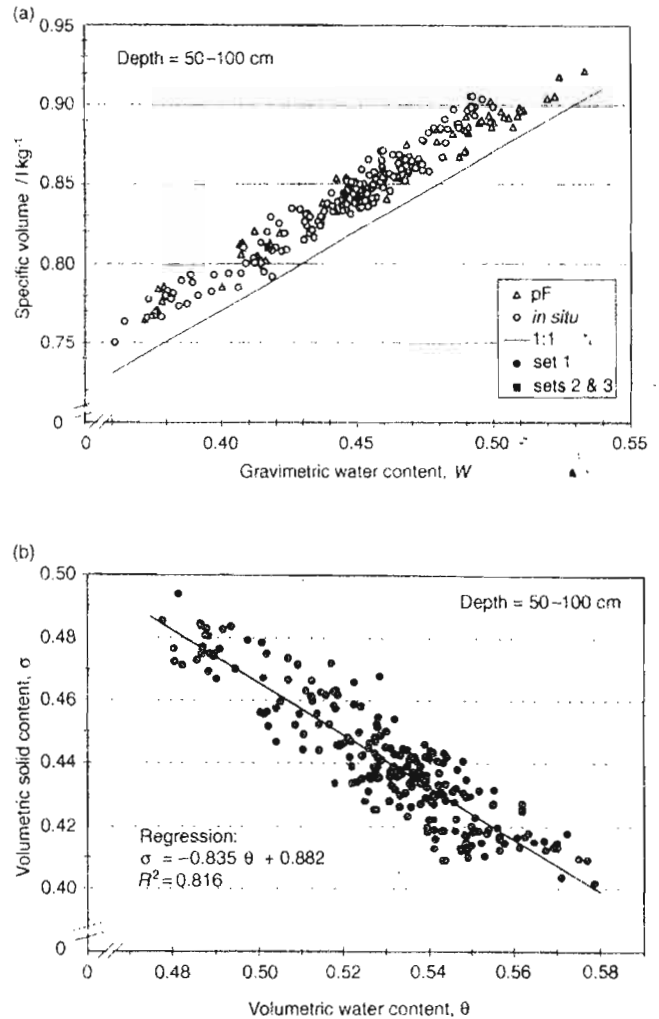 (a)
0.95
Depth = 50–100 cm
0.90
0.85
0.80
0.75
0
Specific volume / l kg⁻¹
pF
in situ
1:1
set 1
sets 2 & 3
0 0.40 0.45 0.50 0.55
Gravimetric water content, W
(b)
0.50
Depth = 50–100 cm
0.48
0.46
0.44
0.42
0.40
0
Volumetric solid content, σ
Regression:
σ = −0.835 θ + 0.882
R² = 0.816
0 0.48 0.50 0.52 0.54 0.56 0.58
Volumetric water content, θ